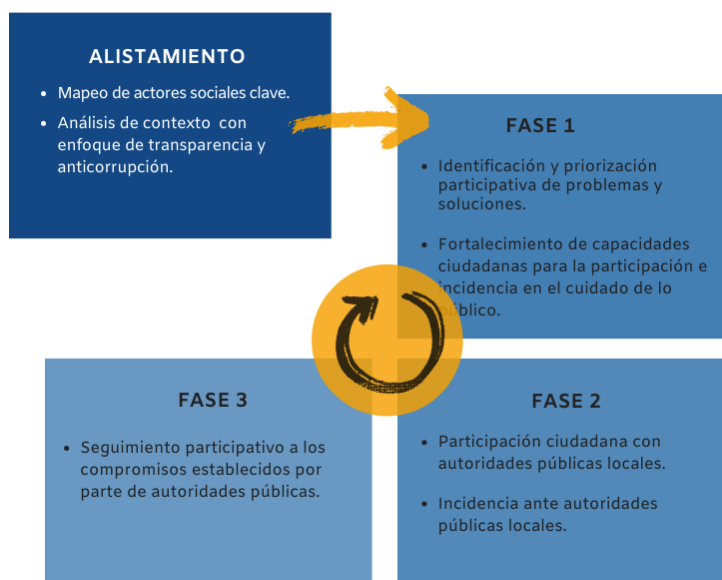 ALISTAMIENTO
• Mapeo de actores sociales clave.
• Análisis de contexto con
enfoque de transparencia y
anticorrupción.
FASE 1
• Identificación y priorización
participativa de problemas y
soluciones.
• Fortalecimiento de capacidades
ciudadanas para la participación e
incidencia en el cuidado de lo
público.
FASE 2
• Participación ciudadana con
autoridades públicas locales.
• Incidencia ante autoridades
públicas locales.
FASE 3
• Seguimiento participativo a los
compromisos establecidos por
parte de autoridades públicas.